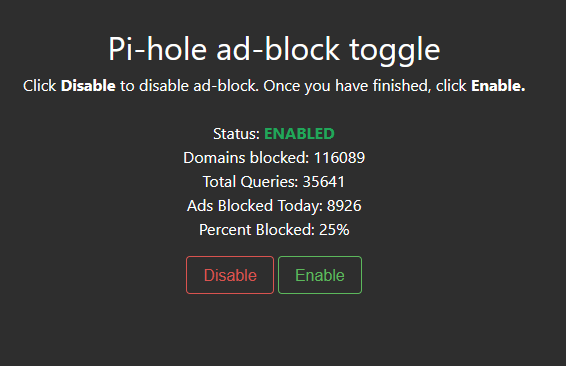 Pi-hole ad-block toggle
Click Disable to disable ad-block. Once you have finished, click Enable.
Status: ENABLED
Domains blocked: 116089
Total Queries: 35641
Ads Blocked Today: 8926
Percent Blocked: 25%
Disable Enable